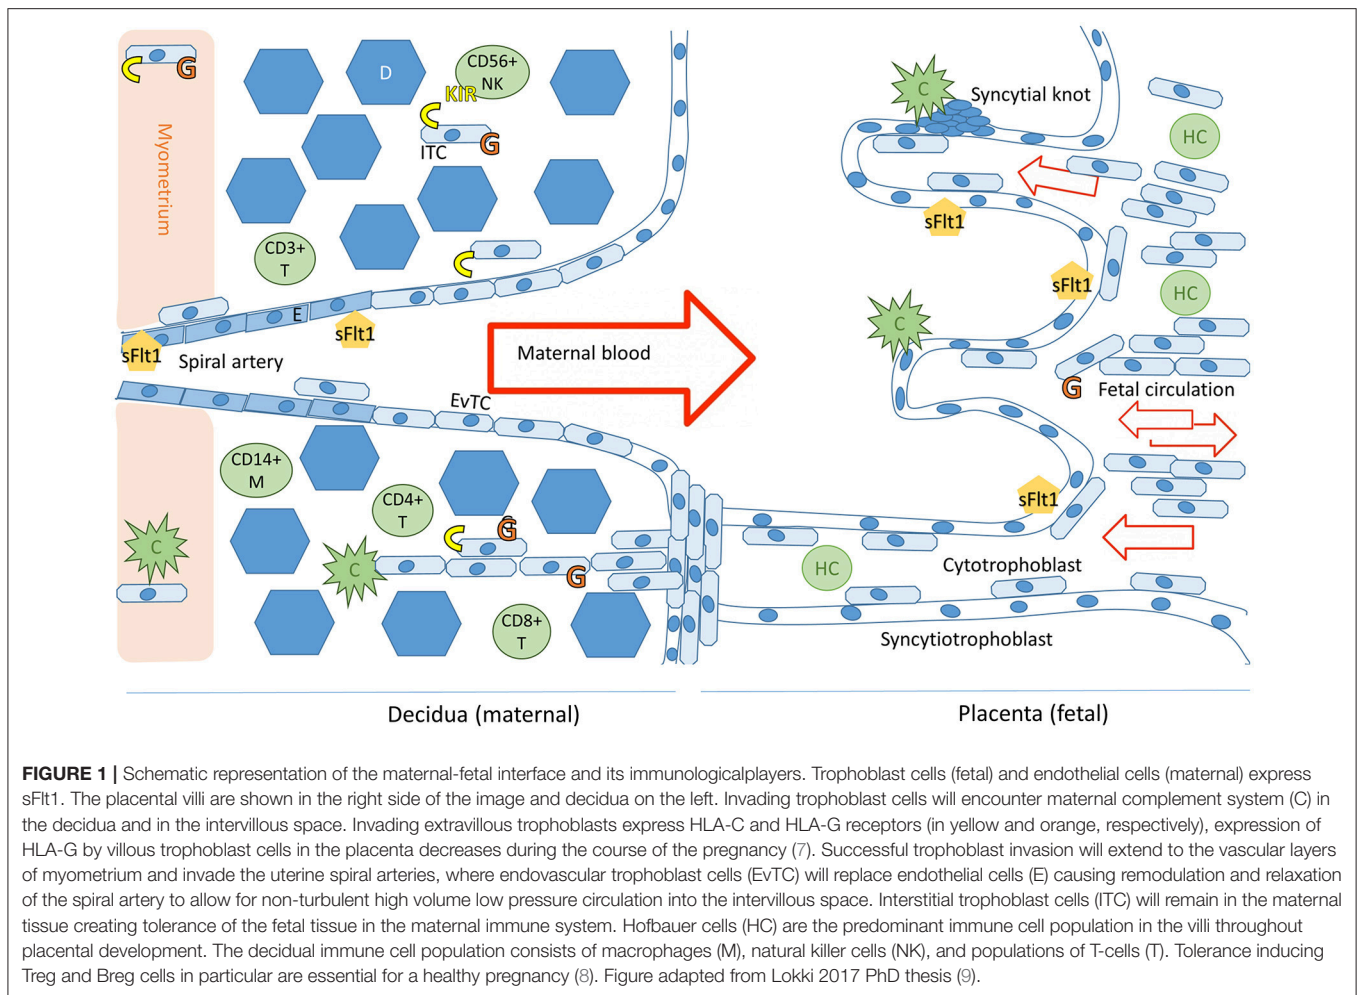 CD56+
NK
D
KIR
G
ITC
G
Myometrium
CD3+
T
E
sFlt1
sFlt1
Spiral artery
Maternal blood
EvTC
CD14+
M
CD4+
T
C
C
G
G
CD8+
T
C
Syncytial knot
HC
sFlt1
sFlt1
HC
C
G
Fetal circulation
sFlt1
HC
Cytotrophoblast
Syncytiotrophoblast
Decidua (maternal)
Placenta (fetal)
FIGURE 1 | Schematic representation of the maternal-fetal interface and its immunologicalplayers. Trophoblast cells (fetal) and endothelial cells (maternal) express
sFlt1. The placental villi are shown in the right side of the image and decidua on the left. Invading trophoblast cells will encounter maternal complement system (C) in
the decidua and in the intervillous space. Invading extravillous trophoblasts express HLA-C and HLA-G receptors (in yellow and orange, respectively), expression of
HLA-G by villous trophoblast cells in the placenta decreases during the course of the pregnancy (7). Successful trophoblast invasion will extend to the vascular layers
of myometrium and invade the uterine spiral arteries, where endovascular trophoblast cells (EvTC) will replace endothelial cells (E) causing remodulation and relaxation
of the spiral artery to allow for non-turbulent high volume low pressure circulation into the intervillous space. Interstitial trophoblast cells (ITC) will remain in the maternal
tissue creating tolerance of the fetal tissue in the maternal immune system. Hofbauer cells (HC) are the predominant immune cell population in the villi throughout
placental development. The decidual immune cell population consists of macrophages (M), natural killer cells (NK), and populations of T-cells (T). Tolerance inducing
Treg and Breg cells in particular are essential for a healthy pregnancy (8). Figure adapted from Lokki 2017 PhD thesis (9).